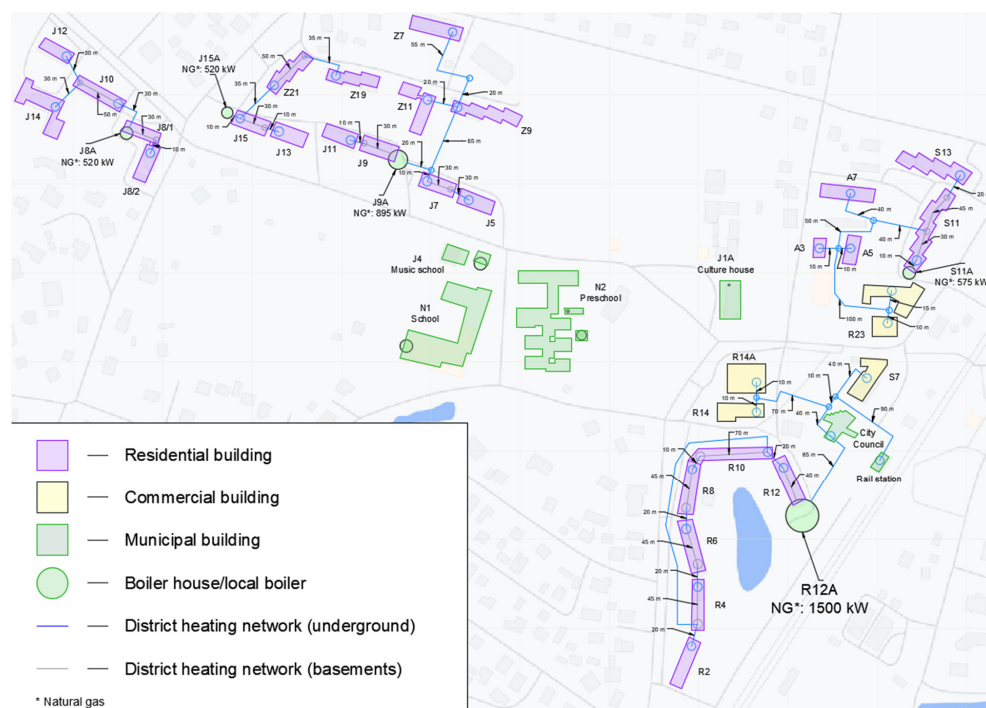 J12
30 m
J10
30 m
30 m
50 m
J14
J8/1
30 m
10 m
J8A
NG*: 520 kW
J8/2
J15A
NG*: 520 kW
35 m
50 m
Z21
Z19
35 m
30 m
10 m
10 m
J15
J13
Z7
55 m
20 m
20 m
Z11
Z9
65 m
J11
10 m
J9
30 m
20 m
10 m
30 m
30 m
J9A
NG*: 895 kW
J7
J5
J4
Music school
N1
School
N2
Preschool
J1A
Culture house
S13
20 m
A7
40 m
45 m
S11
50 m
40 m
30 m
A3
A5
10 m
10 m
10 m
S11A
NG*: 575 kW
15 m
100 m
10 m
R23
R14A
10 m
40 m
S7
10 m
10 m
R14
70 m
40 m
90 m
City
Council
85 m
Rail station
70 m
20 m
10 m
R10
R12
40 m
45 m
R8
20 m
R6
45 m
20 m
R4
45 m
20 m
R2
R12A
NG*: 1500 kW
Residential building
Commercial building
Municipal building
Boiler house/local boiler
District heating network (underground)
District heating network (basements)
* Natural gas